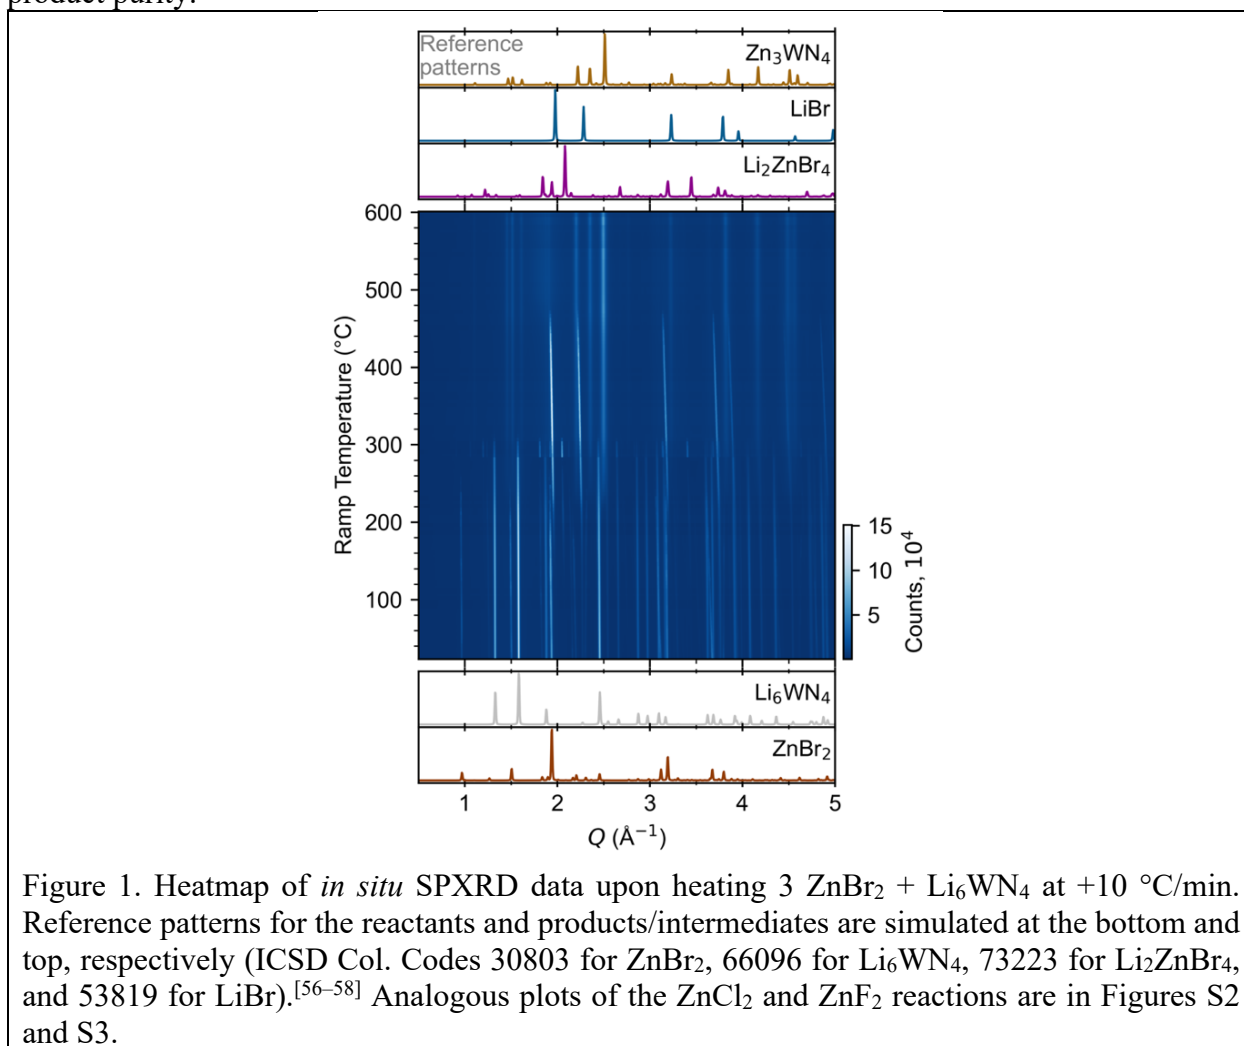 product purity.
Reference
patterns
Zn₃WN₄
LiBr
Li₂ZnBr₄
600
500
400
300
200
100
Ramp Temperature (°C)
15
10
5
Counts, 10⁴
Li₆WN₄
ZnBr₂
1 2 3 4 5
Q (Å⁻¹)
Figure 1. Heatmap of in situ SPXRD data upon heating 3 ZnBr₂ + Li₆WN₄ at +10 °C/min.
Reference patterns for the reactants and products/intermediates are simulated at the bottom and
top, respectively (ICSD Col. Codes 30803 for ZnBr₂, 66096 for Li₆WN₄, 73223 for Li₂ZnBr₄,
and 53819 for LiBr).[56–58] Analogous plots of the ZnCl₂ and ZnF₂ reactions are in Figures S2
and S3.